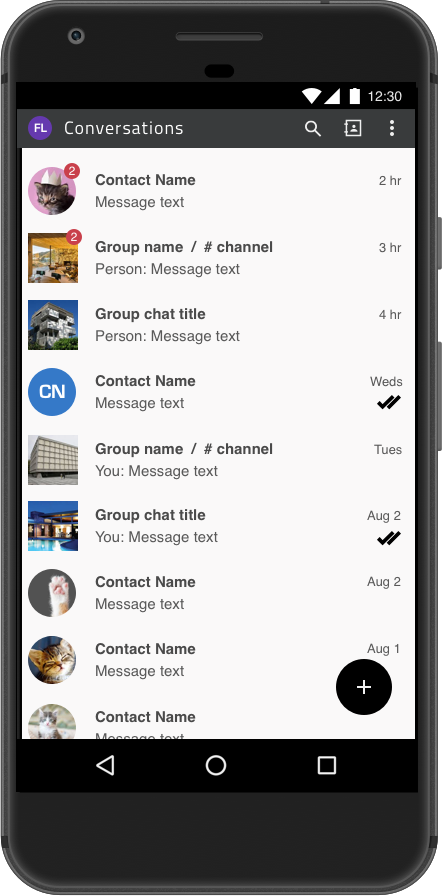 12:30
FL Conversations
2
Contact Name 2 hr
Message text
2
Group name / # channel 3 hr
Person: Message text
Group chat title 4 hr
Person: Message text
CN
Contact Name Weds
Message text
Group name / # channel Tues
You: Message text
Group chat title Aug 2
You: Message text
Contact Name Aug 2
Message text
Contact Name Aug 1
Message text
Contact Name
Message text